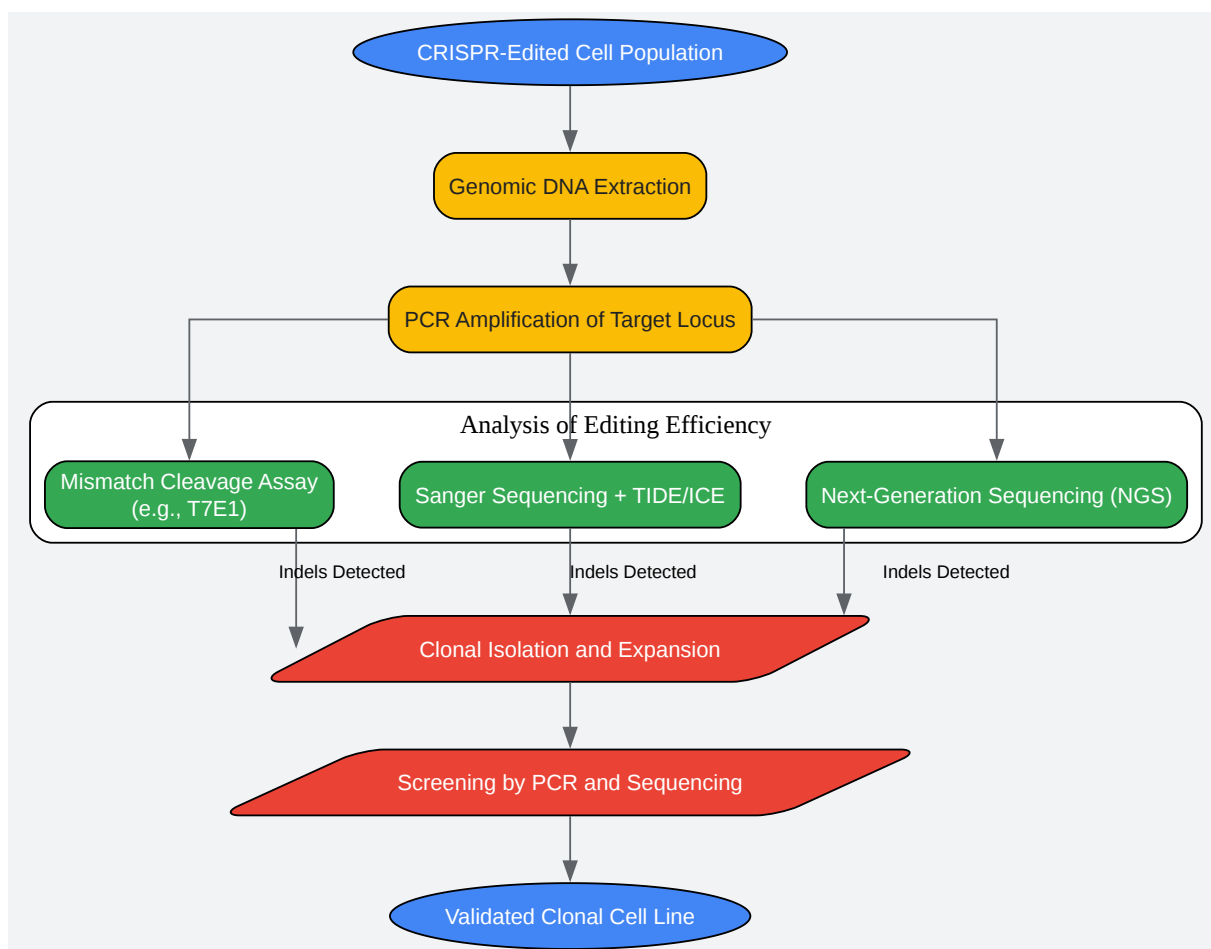 CRISPR-Edited Cell Population
Genomic DNA Extraction
PCR Amplification of Target Locus
Analysis of Editing Efficiency
Mismatch Cleavage Assay
(e.g., T7E1)
Sanger Sequencing + TIDE/ICE
Next-Generation Sequencing (NGS)
Indels Detected
Indels Detected
Indels Detected
Clonal Isolation and Expansion
Screening by PCR and Sequencing
Validated Clonal Cell Line